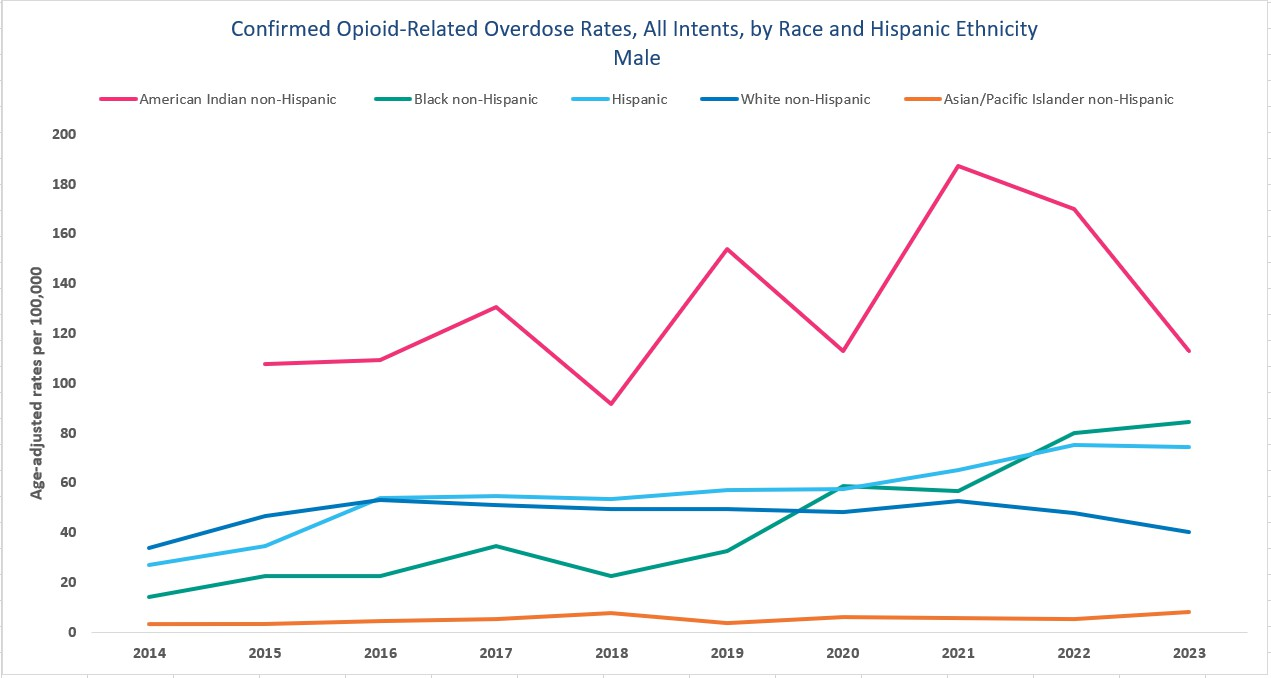 Confirmed Opioid-Related Overdose Rates, All Intents, by Race and Hispanic Ethnicity
Male
American Indian non-Hispanic Black non-Hispanic Hispanic White non-Hispanic Asian/Pacific Islander non-Hispanic
Age-adjusted rates per 100,000
200
180
160
140
120
100
80
60
40
20
0
2014 2015 2016 2017 2018 2019 2020 2021 2022 2023